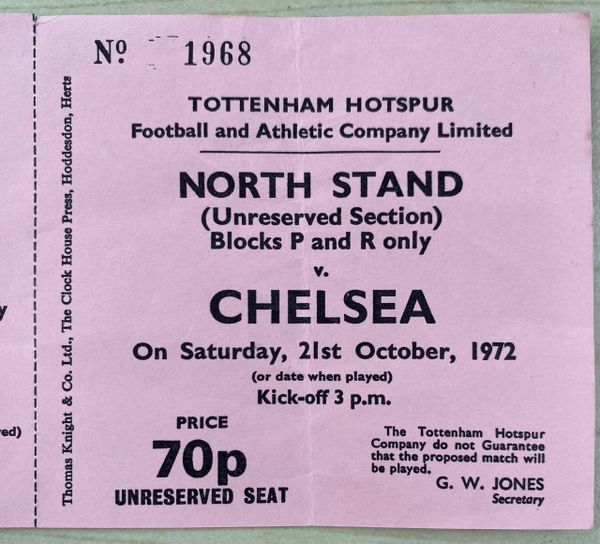 Nº 1968
TOTTENHAM HOTSPUR
Football and Athletic Company Limited
NORTH STAND
(Unreserved Section)
Blocks P and R only
v.
CHELSEA
On Saturday, 21st October, 1972
(or date when played)
Kick-off 3 p.m.
PRICE
70p
UNRESERVED SEAT
The Tottenham Hotspur
Company do not Guarantee
that the proposed match will
be played.
G. W. JONES
Secretary
Thomas Knight & Co. Ltd., The Clock House Press, Hoddesdon, Herts